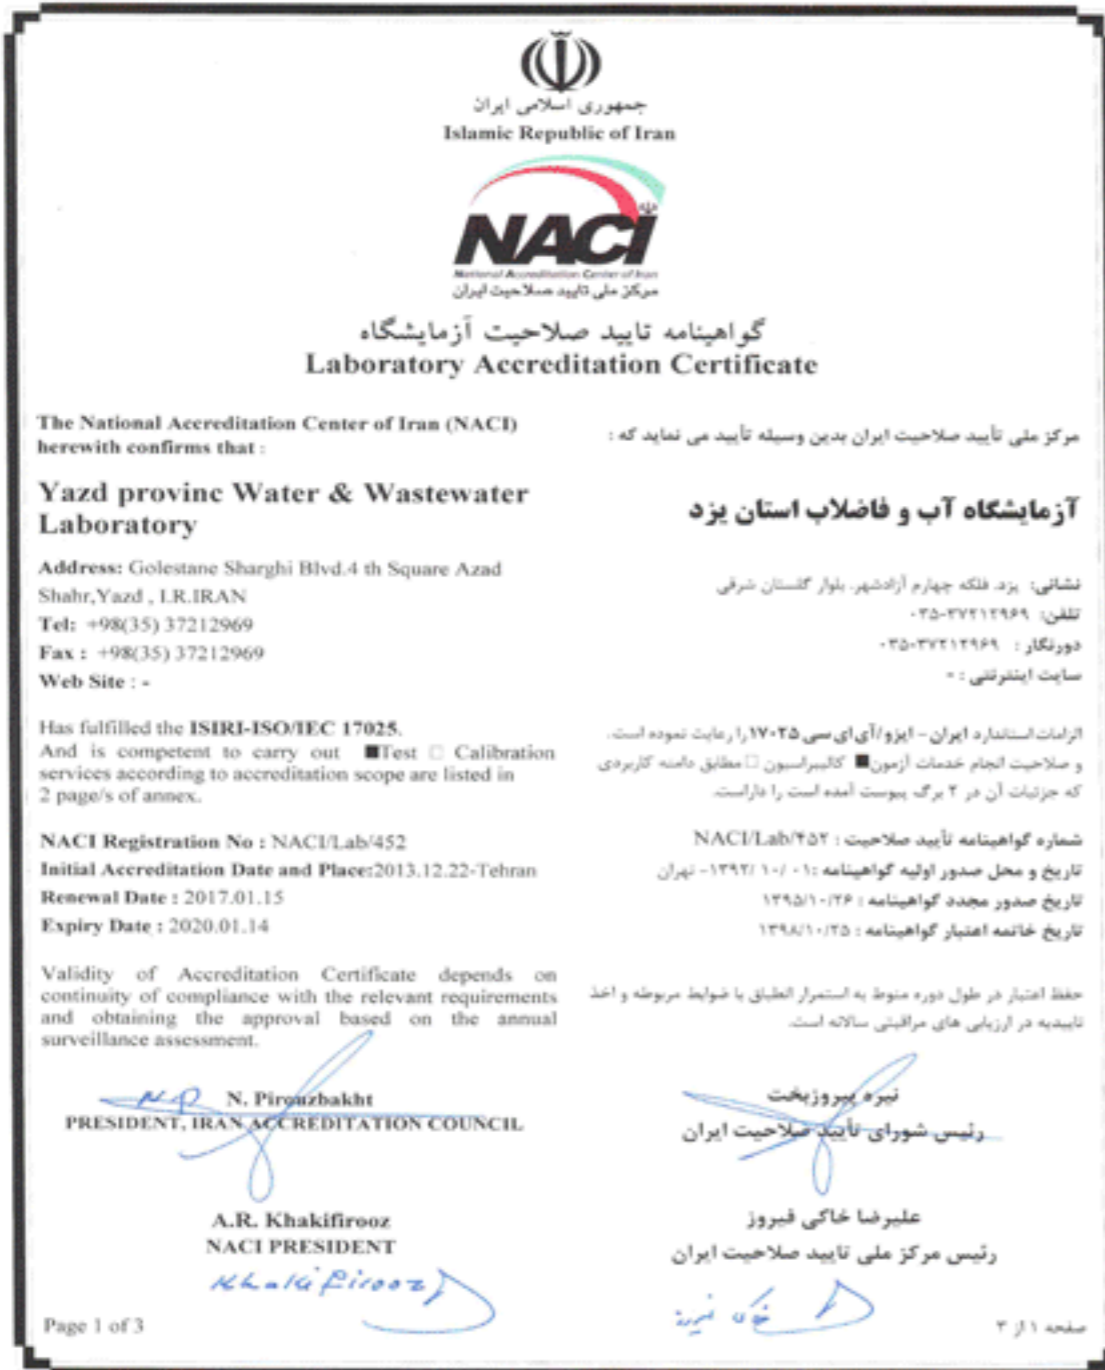 جمهوری اسلامی ایران
Islamic Republic of Iran
NACI
National Accreditation Center of Iran
مرکز ملی تایید صلاحیت ایران
گواهینامه تایید صلاحیت آزمایشگاه
Laboratory Accreditation Certificate
The National Accreditation Center of Iran (NACI)
herewith confirms that :
Yazd provinc Water & Wastewater
Laboratory
Address: Golestane Sharghi Blvd.4 th Square Azad
Shahr,Yazd , I.R.IRAN
Tel: +98(35) 37212969
Fax : +98(35) 37212969
Web Site : -
Has fulfilled the ISIRI-ISO/IEC 17025.
And is competent to carry out ■Test □ Calibration
services according to accreditation scope are listed in
2 page/s of annex.
NACI Registration No : NACI/Lab/452
Initial Accreditation Date and Place:2013.12.22-Tehran
Renewal Date : 2017.01.15
Expiry Date : 2020.01.14
Validity of Accreditation Certificate depends on
continuity of compliance with the relevant requirements
and obtaining the approval based on the annual
surveillance assessment.
N. Pirouzbakht
PRESIDENT, IRAN ACCREDITATION COUNCIL
A.R. Khakifirooz
NACI PRESIDENT
Khakifirooz
Page 1 of 3
مرکز ملی تأیید صلاحیت ایران بدین وسیله تأیید می نماید که :
آزمایشگاه آب و فاضلاب استان یزد
نشانی: یزد، فلکه چهارم آزادشهر، بلوار گلستان شرقی
تلفن: ۰۳۵-۳۷۲۱۲۹۶۹
دورنگار : ۰۳۵-۳۷۲۱۲۹۶۹
سایت اینترنتی : -
الزامات استاندارد ایران - ایزو/آی ای سی ۱۷۰۲۵ را رعایت نموده است.
و صلاحیت انجام خدمات آزمون■ کالیبراسیون □ مطابق دامنه کاربردی
که جزئیات آن در ۲ برگ پیوست آمده است را داراست.
شماره گواهینامه تأیید صلاحیت : NACI/Lab/۴۵۲
تاریخ و محل صدور اولیه گواهینامه :۰۱ /۱۰ /۱۳۹۲- تهران
تاریخ صدور مجدد گواهینامه : ۱۳۹۵/۱۰/۲۶
تاریخ خاتمه اعتبار گواهینامه : ۱۳۹۸/۱۰/۲۵
حفظ اعتبار در طول دوره منوط به استمرار انطباق با ضوابط مربوطه و اخذ
تاییدیه در ارزیابی های مراقبتی سالانه است.
نیره پیروزبخت
رئیس شورای تأیید صلاحیت ایران
علیرضا خاکی فیروز
رئیس مرکز ملی تایید صلاحیت ایران
صفحه ۱ از ۳